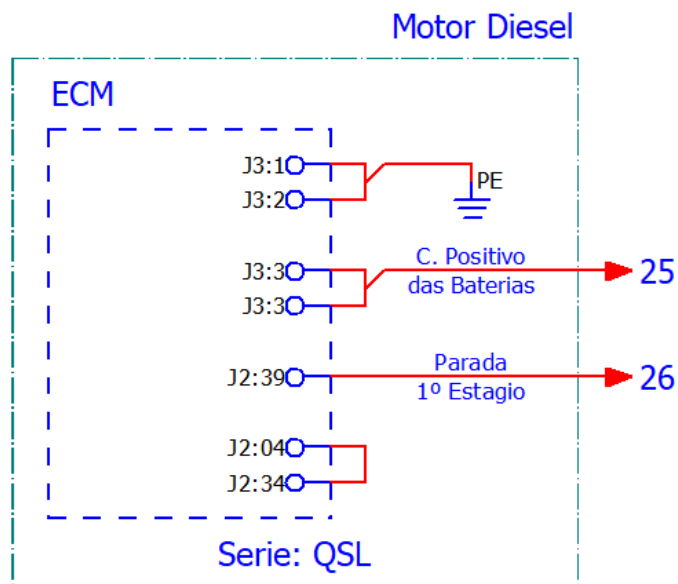 Motor Diesel
ECM
J3:1
J3:2
PE
J3:3
C. Positivo
das Baterias
25
J3:3
J2:39
Parada
1º Estagio
26
J2:04
J2:34
Serie: QSL